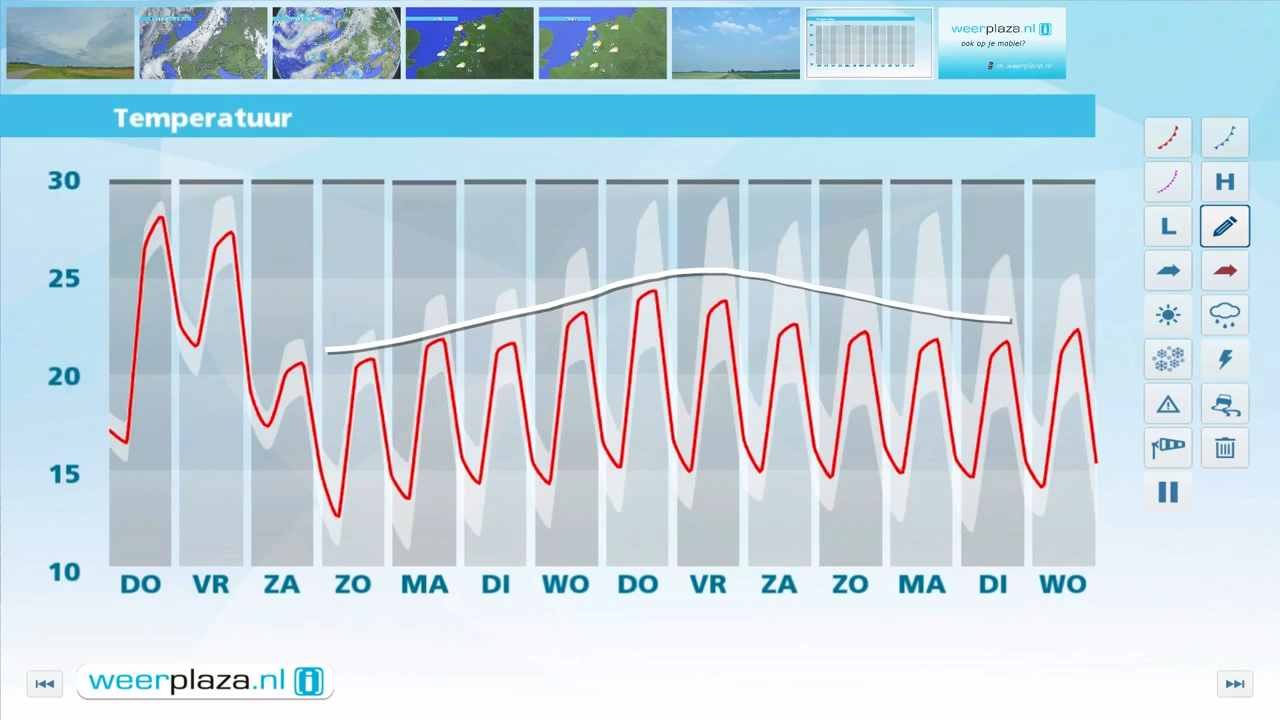 weerplaza.nl
ook op je mobiel?
m.weerplaza.nl
Temperatuur
30
25
20
15
10
DO VR ZA ZO MA DI WO DO VR ZA ZO MA DI WO
H
L
weerplaza.nl